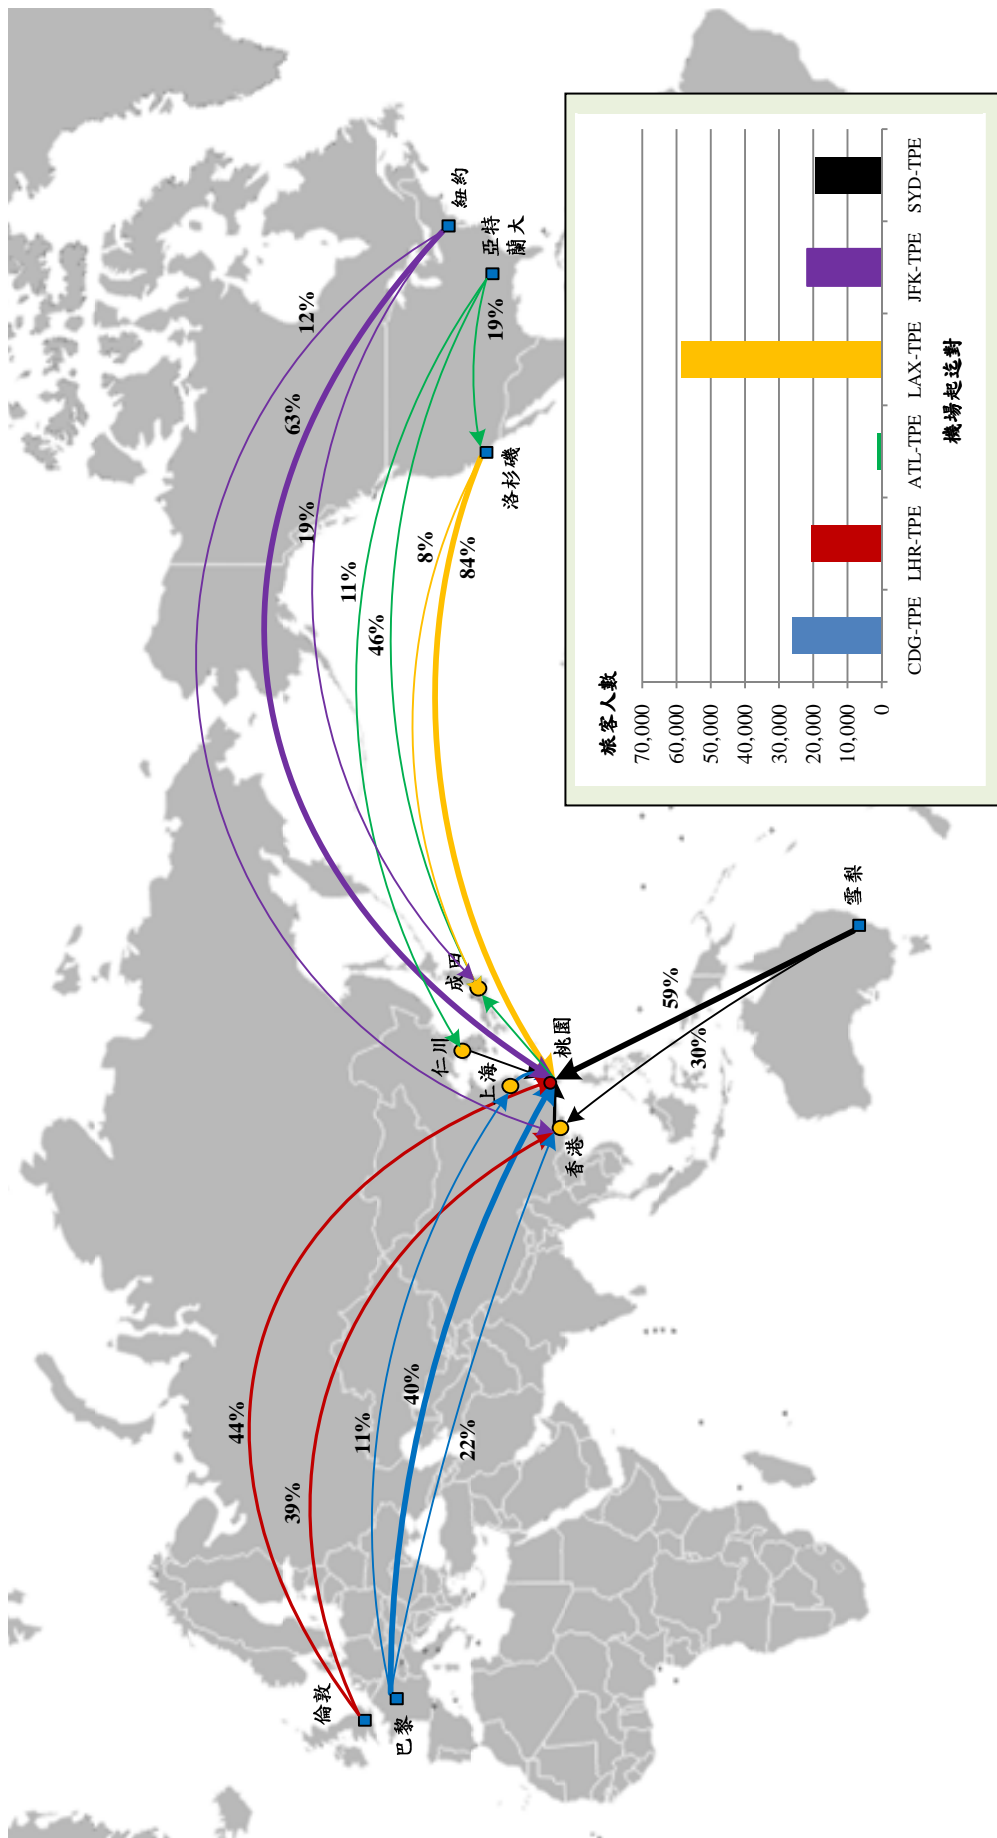 倫敦
巴黎
44%
39%
11%
40%
22%
香港
上海
仁川
桃園
成田
雪梨
59%
30%
12%
63%
19%
11%
46%
8%
84%
19%
洛杉磯
紐約
亞特
蘭大
旅客人數
70,000
60,000
50,000
40,000
30,000
20,000
10,000
0
CDG-TPE
LHR-TPE
ATL-TPE
LAX-TPE
JFK-TPE
SYD-TPE
機場起迄對